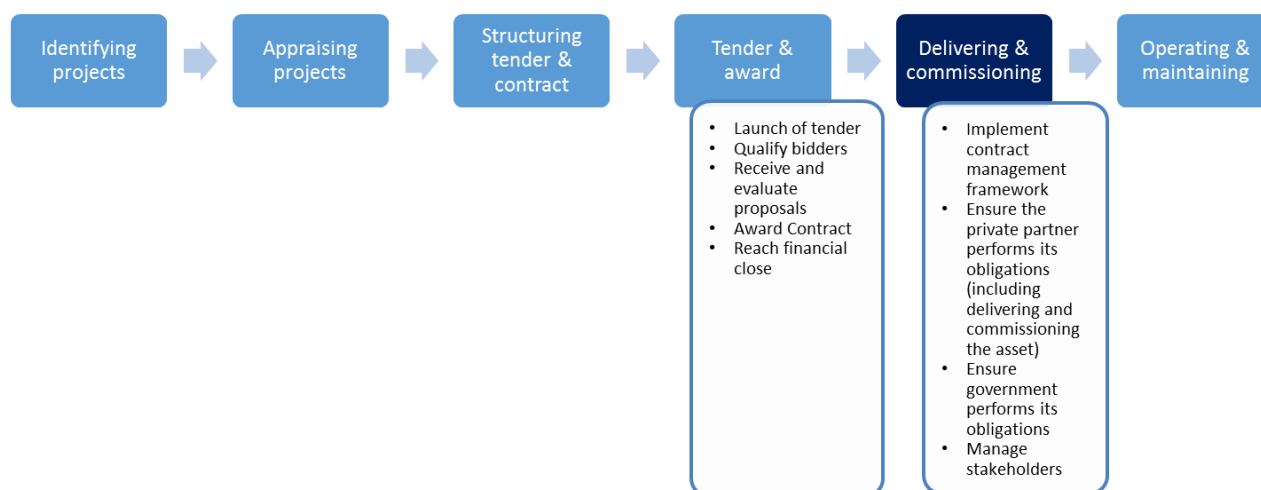 Identifying
projects
Appraising
projects
Structuring
tender &
contract
Tender &
award
Delivering &
commissioning
Operating &
maintaining
• Launch of tender
• Qualify bidders
• Receive and
evaluate
proposals
• Award Contract
• Reach financial
close
• Implement
contract
management
framework
• Ensure the
private partner
performs its
obligations
(including
delivering and
commissioning
the asset)
• Ensure
government
performs its
obligations
• Manage
stakeholders